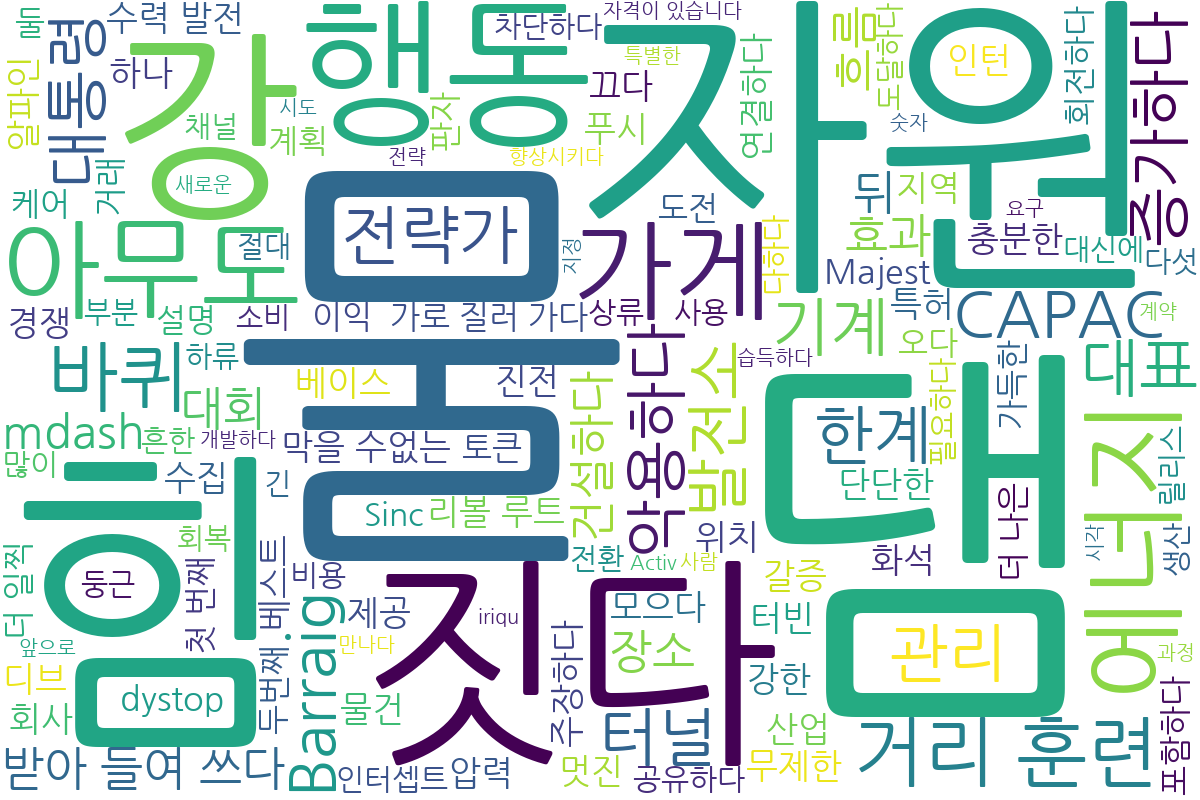 둘
수력 발전
자격이 있습니다
차단하다
대통령
강
행동
자원
흐름
인턴
증가하다
알파인
하나
특별한
끄다
연결하다
도달하다
회전하다
시도
채널
계획
판자
푸시
숫자
전략
향상시키다
새로운
거래
케어
뒤
지역
요구
물
전략가
도전
가게
효과
충분한
대신에
다섯
아무도
절대
지정
다하다
Majest
댐
경쟁
부분
설명
소비
이익
가로 질러 가다
상류
사용
기계
특허
CAPAC
계약
바퀴
하류
베이스
진전
습득하다
오다
가득한
대표
대회
건설하다
악용하다
발전소
한계
필요하다
mdash
흔한
개발하다
막을 수없는 토큰
많이
힘
수집
긴
단단한
릴리스
에너지
Sinc
리볼 루트
위치
더 나은
시각
생산
더 일찍
회복
전환
Activ
사람
화석
둥근
첫 번째
베스트
비용
짓다
갈증
Barraig
제공
iriqu
모으다
터빈
관리
앞으로
만나다
주장하다
장소
과정
디브
dystop
두번째
물건
강한
회사
터널
산업
거리
훈련
포함하다
받아 들여 쓰다
인터셉트
압력
멋진
공유하다
무제한